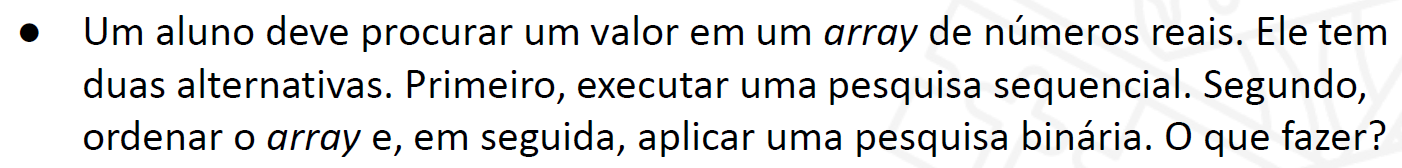 ● Um aluno deve procurar um valor em um array de números reais. Ele tem
duas alternativas. Primeiro, executar uma pesquisa sequencial. Segundo,
ordenar o array e, em seguida, aplicar uma pesquisa binária. O que fazer?